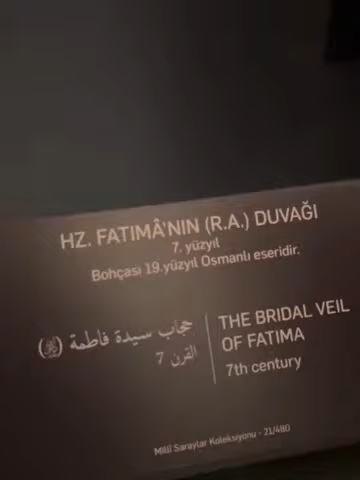 HZ. FATIMÂ'NIN (R.A.) DUVAĞI
7. yüzyıl
Bohçası 19.yüzyıl Osmanlı eseridir.
حجاب سيدة فاطمة
القرن 7
THE BRIDAL VEIL
OF FATIMA
7th century
Millî Saraylar Koleksiyonu - 21/480